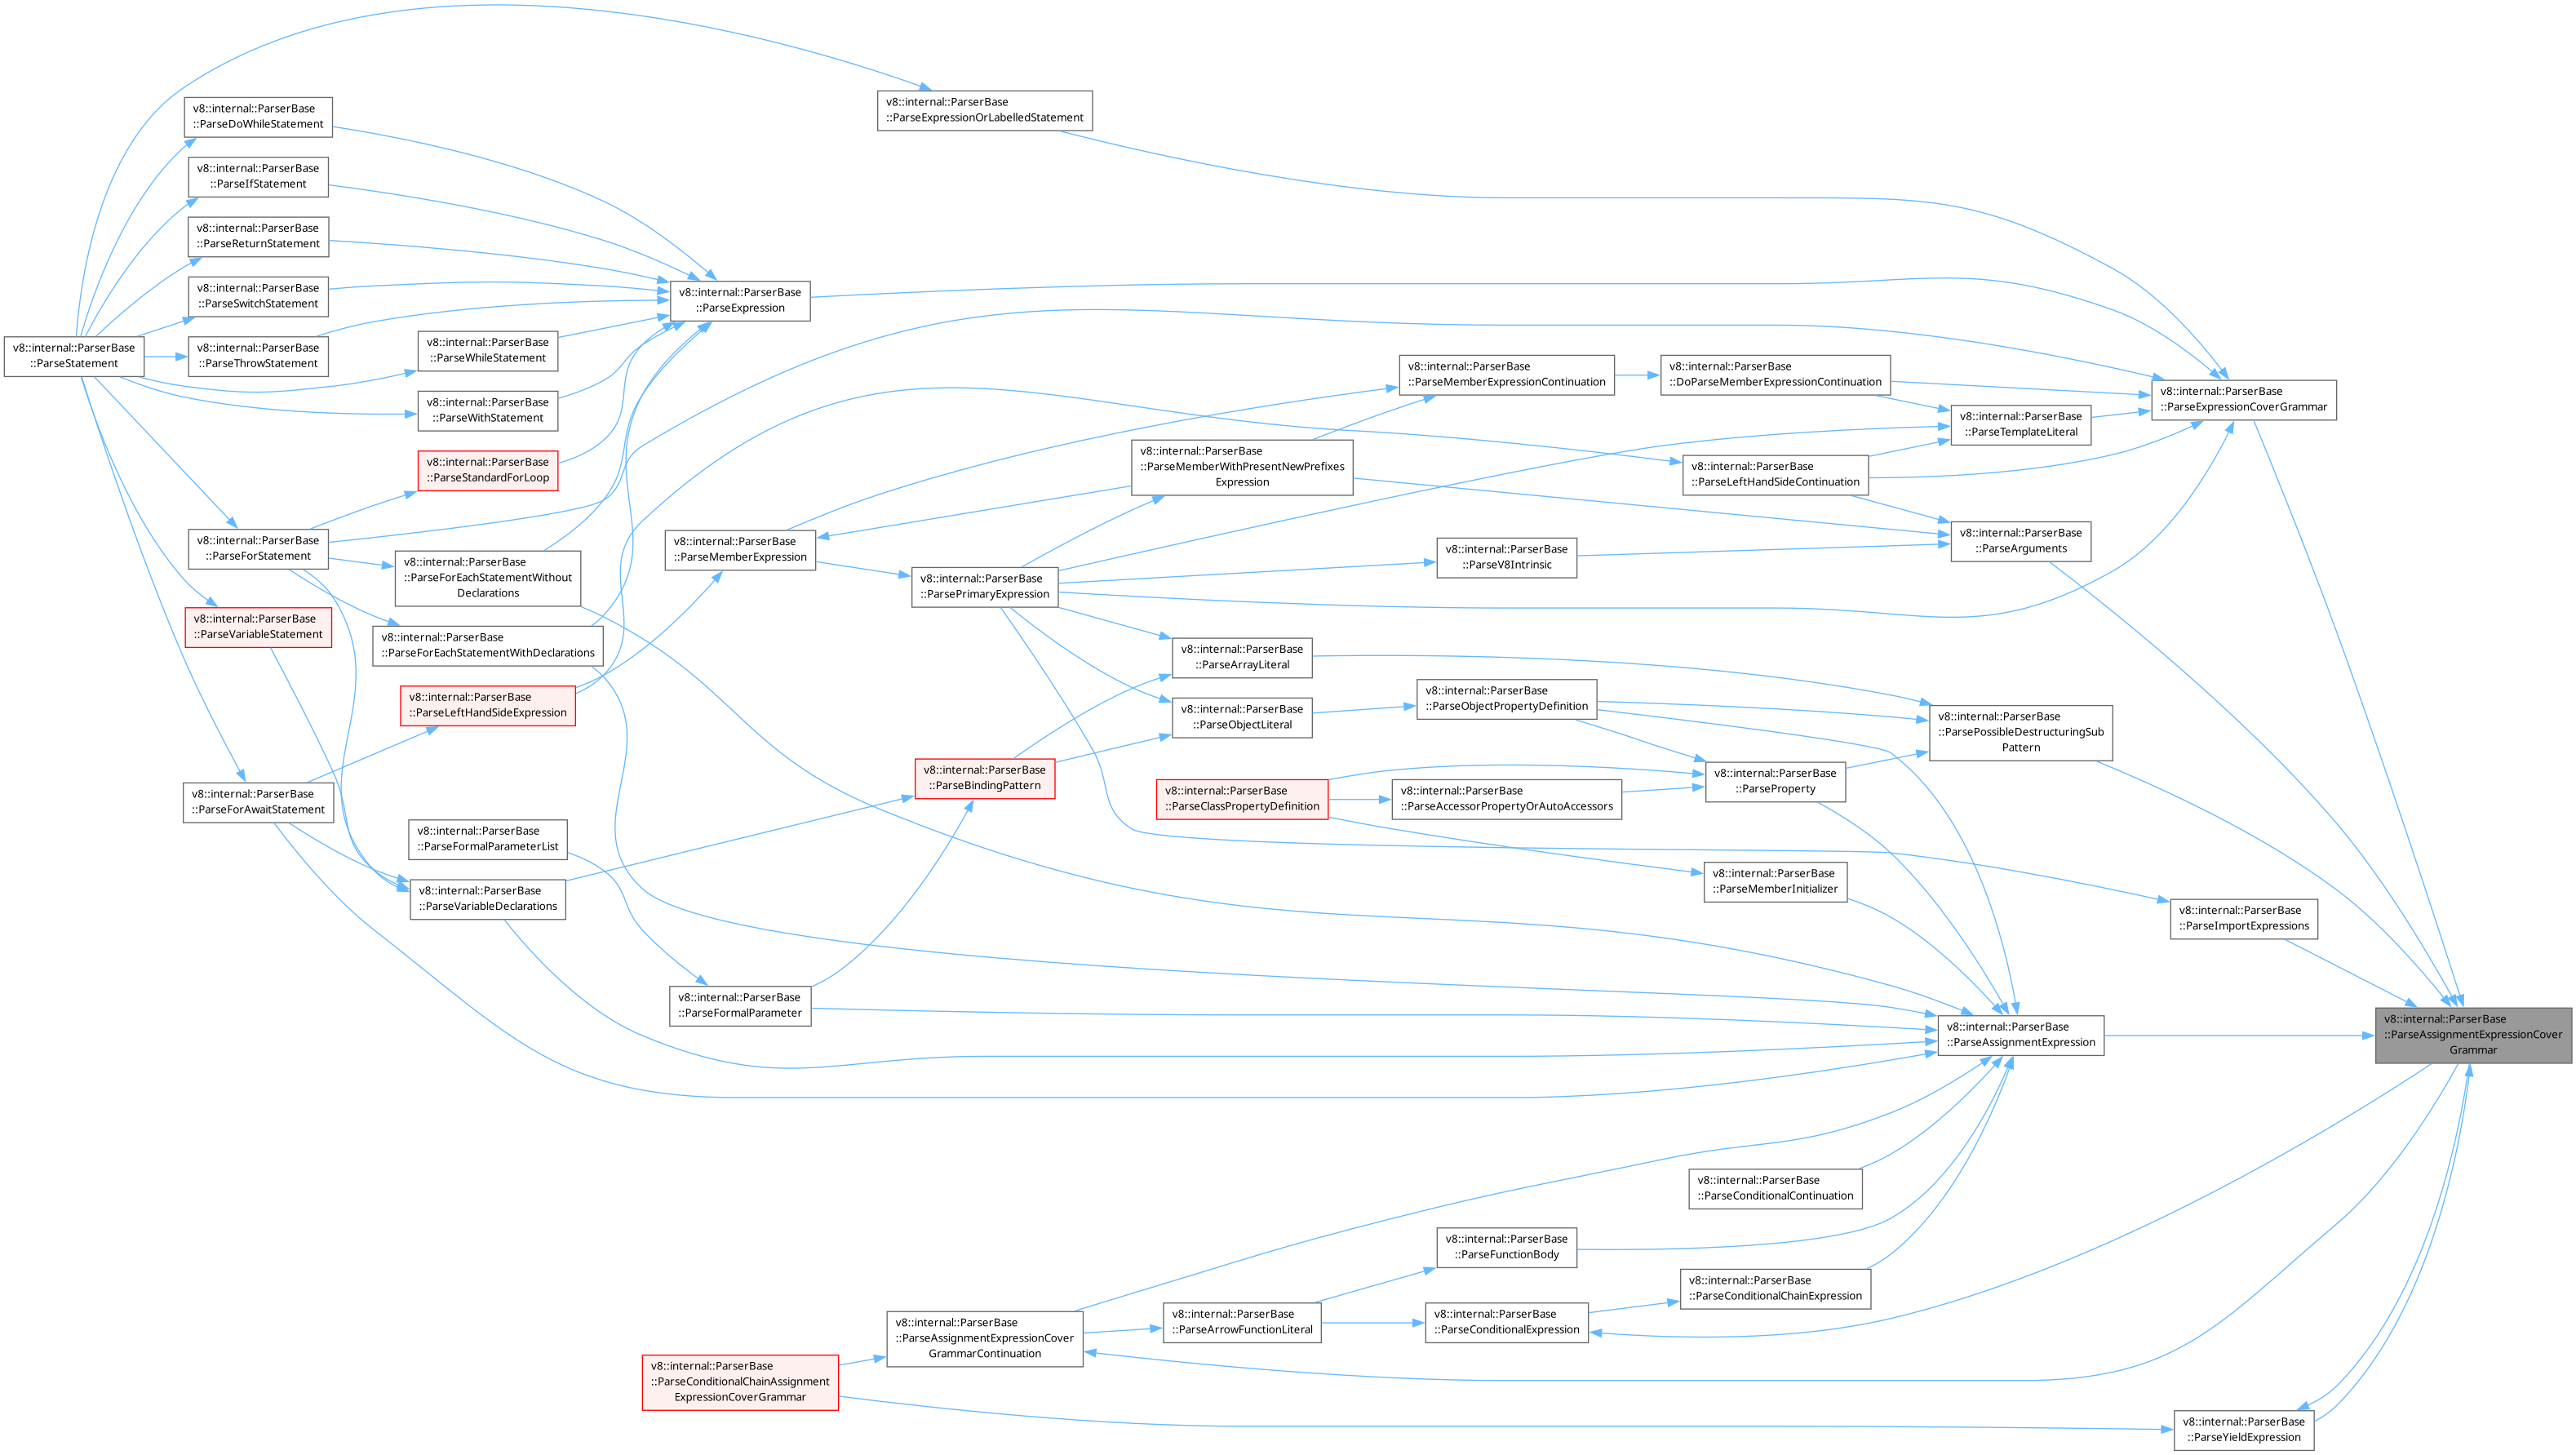 v8::internal::ParserBase
::ParseStatement
v8::internal::ParserBase
::ParseDoWhileStatement
v8::internal::ParserBase
::ParseIfStatement
v8::internal::ParserBase
::ParseReturnStatement
v8::internal::ParserBase
::ParseSwitchStatement
v8::internal::ParserBase
::ParseThrowStatement
v8::internal::ParserBase
::ParseForStatement
v8::internal::ParserBase
::ParseVariableStatement
v8::internal::ParserBase
::ParseForAwaitStatement
v8::internal::ParserBase
::ParseWhileStatement
v8::internal::ParserBase
::ParseWithStatement
v8::internal::ParserBase
::ParseStandardForLoop
v8::internal::ParserBase
::ParseForEachStatementWithout
Declarations
v8::internal::ParserBase
::ParseForEachStatementWithDeclarations
v8::internal::ParserBase
::ParseLeftHandSideExpression
v8::internal::ParserBase
::ParseFormalParameterList
v8::internal::ParserBase
::ParseVariableDeclarations
v8::internal::ParserBase
::ParseExpression
v8::internal::ParserBase
::ParseMemberExpression
v8::internal::ParserBase
::ParseFormalParameter
v8::internal::ParserBase
::ParseConditionalChainAssignment
ExpressionCoverGrammar
v8::internal::ParserBase
::ParseExpressionOrLabelledStatement
v8::internal::ParserBase
::ParsePrimaryExpression
v8::internal::ParserBase
::ParseBindingPattern
v8::internal::ParserBase
::ParseAssignmentExpressionCover
GrammarContinuation
v8::internal::ParserBase
::ParseMemberWithPresentNewPrefixes
Expression
v8::internal::ParserBase
::ParseArrayLiteral
v8::internal::ParserBase
::ParseObjectLiteral
v8::internal::ParserBase
::ParseClassPropertyDefinition
v8::internal::ParserBase
::ParseArrowFunctionLiteral
v8::internal::ParserBase
::ParseMemberExpressionContinuation
v8::internal::ParserBase
::ParseV8Intrinsic
v8::internal::ParserBase
::ParseObjectPropertyDefinition
v8::internal::ParserBase
::ParseAccessorPropertyOrAutoAccessors
v8::internal::ParserBase
::ParseFunctionBody
v8::internal::ParserBase
::ParseConditionalExpression
v8::internal::ParserBase
::DoParseMemberExpressionContinuation
v8::internal::ParserBase
::ParseLeftHandSideContinuation
v8::internal::ParserBase
::ParseProperty
v8::internal::ParserBase
::ParseMemberInitializer
v8::internal::ParserBase
::ParseConditionalContinuation
v8::internal::ParserBase
::ParseConditionalChainExpression
v8::internal::ParserBase
::ParseTemplateLiteral
v8::internal::ParserBase
::ParseArguments
v8::internal::ParserBase
::ParsePossibleDestructuringSub
Pattern
v8::internal::ParserBase
::ParseAssignmentExpression
v8::internal::ParserBase
::ParseExpressionCoverGrammar
v8::internal::ParserBase
::ParseImportExpressions
v8::internal::ParserBase
::ParseYieldExpression
v8::internal::ParserBase
::ParseAssignmentExpressionCover
Grammar